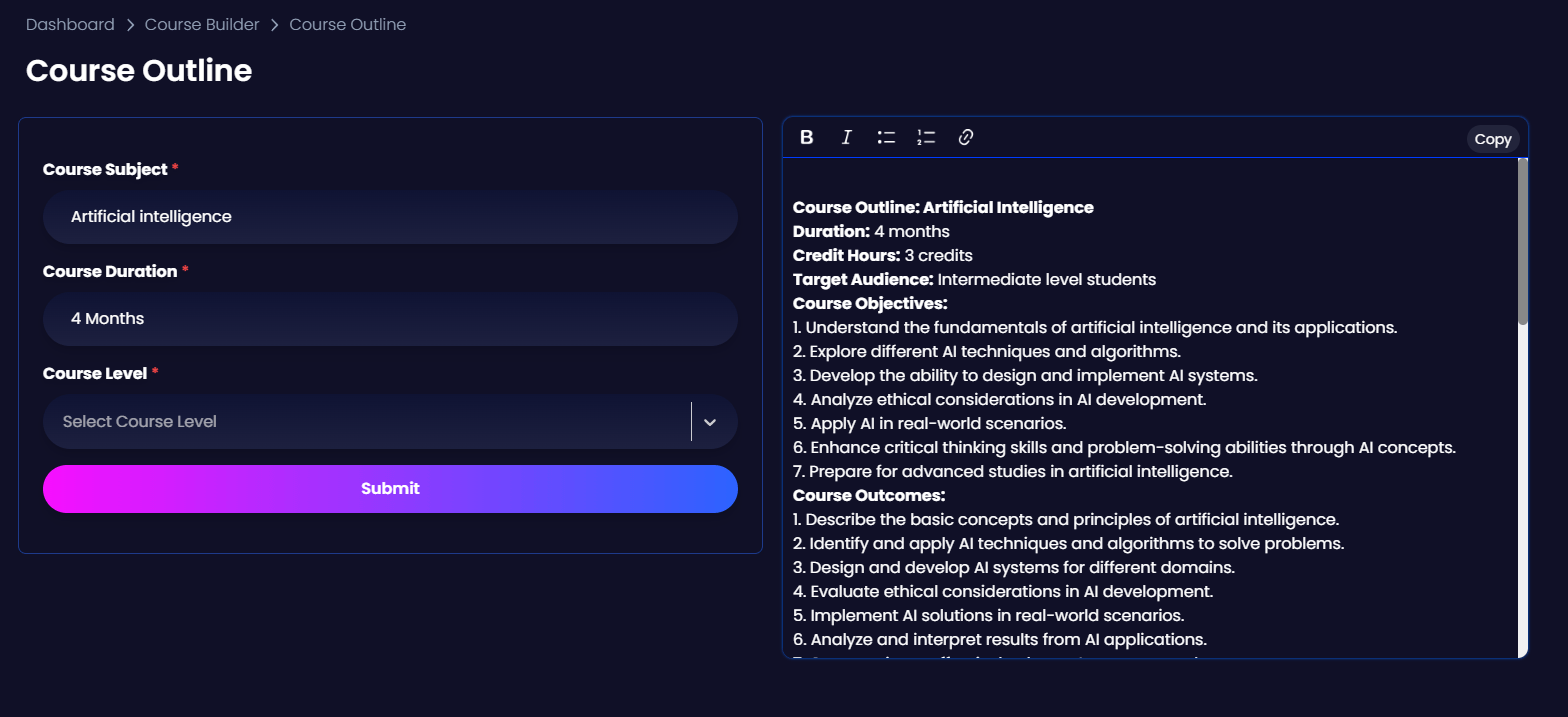 Dashboard > Course Builder > Course Outline
Course Outline
Course Subject *
Artificial intelligence
Course Duration *
4 Months
Course Level *
Select Course Level
Submit
B I
Copy
Course Outline: Artificial Intelligence
Duration: 4 months
Credit Hours: 3 credits
Target Audience: Intermediate level students
Course Objectives:
1. Understand the fundamentals of artificial intelligence and its applications.
2. Explore different AI techniques and algorithms.
3. Develop the ability to design and implement AI systems.
4. Analyze ethical considerations in AI development.
5. Apply AI in real-world scenarios.
6. Enhance critical thinking skills and problem-solving abilities through AI concepts.
7. Prepare for advanced studies in artificial intelligence.
Course Outcomes:
1. Describe the basic concepts and principles of artificial intelligence.
2. Identify and apply AI techniques and algorithms to solve problems.
3. Design and develop AI systems for different domains.
4. Evaluate ethical considerations in AI development.
5. Implement AI solutions in real-world scenarios.
6. Analyze and interpret results from AI applications.